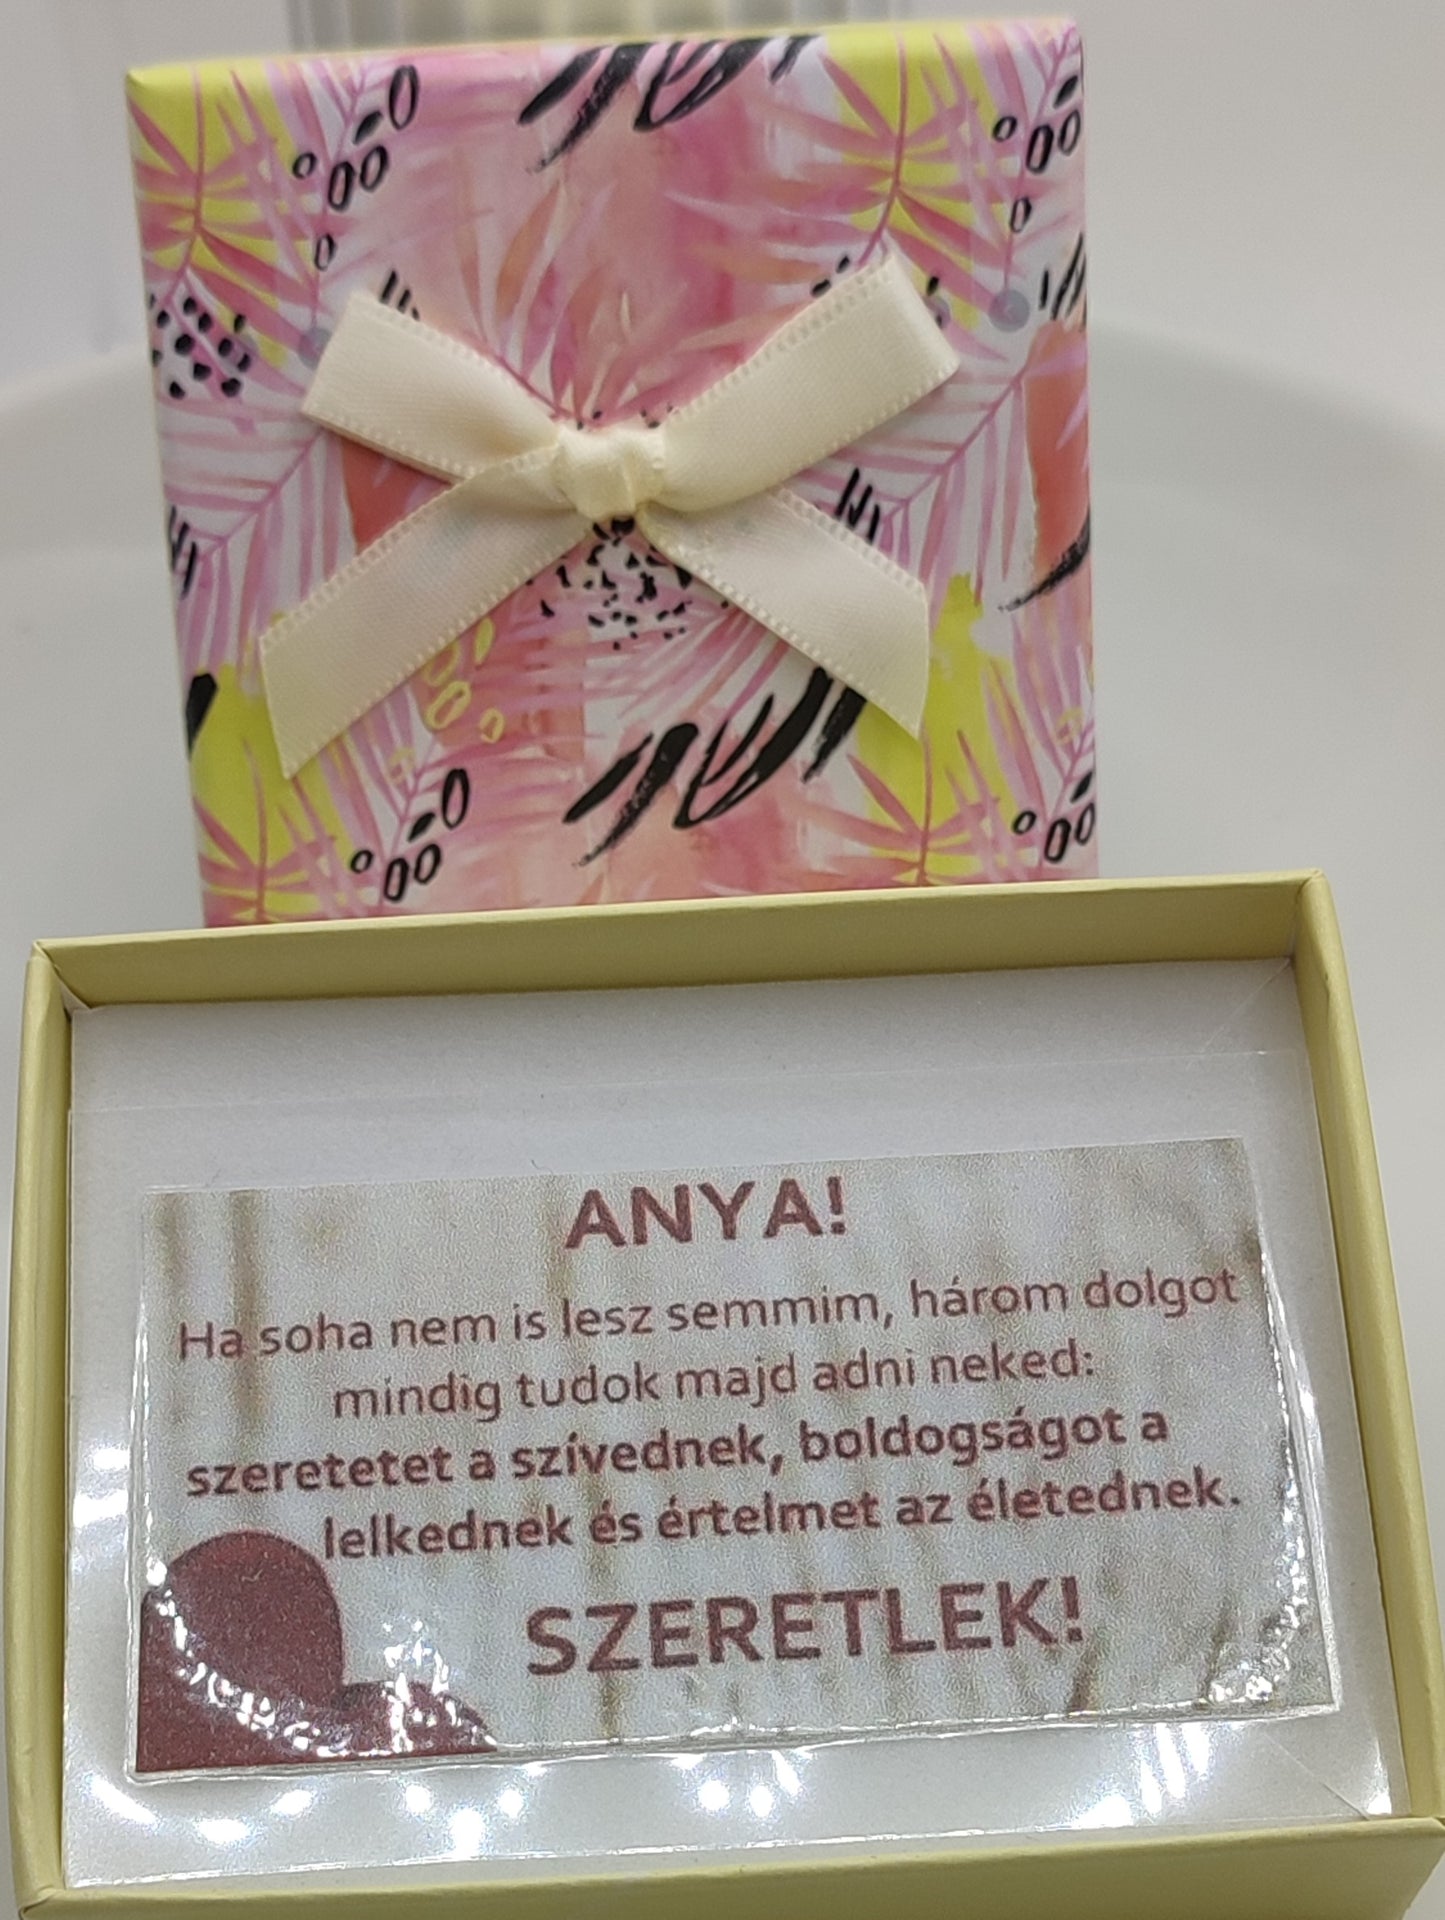 ANYA!
Ha soha nem is lesz semmim, három dolgot
mindig tudok majd adni neked:
szeretetet a szívednek, boldogságot a
lelkednek és értelmet az életednek.
SZERETLEK!